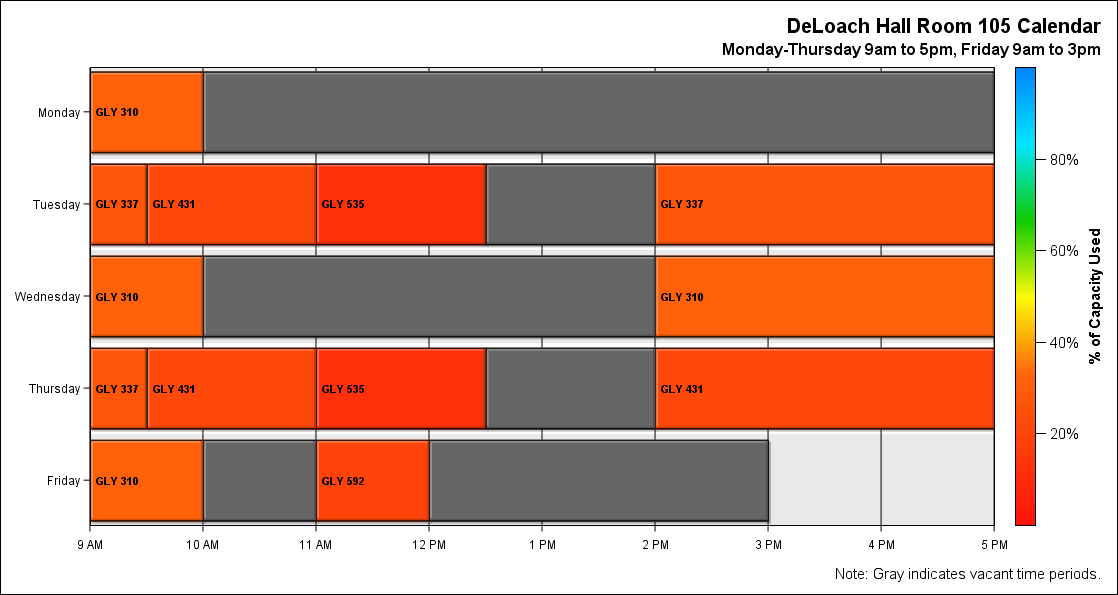 DeLoach Hall Room 105 Calendar
Monday-Thursday 9am to 5pm, Friday 9am to 3pm
Monday
GLY 310
Tuesday
GLY 337 GLY 431 GLY 535 GLY 337
Wednesday
GLY 310 GLY 310
Thursday
GLY 337 GLY 431 GLY 535 GLY 431
Friday
GLY 310 GLY 592
9 AM 10 AM 11 AM 12 PM 1 PM 2 PM 3 PM 4 PM 5 PM
80%
60%
40%
20%
% of Capacity Used
Note: Gray indicates vacant time periods.